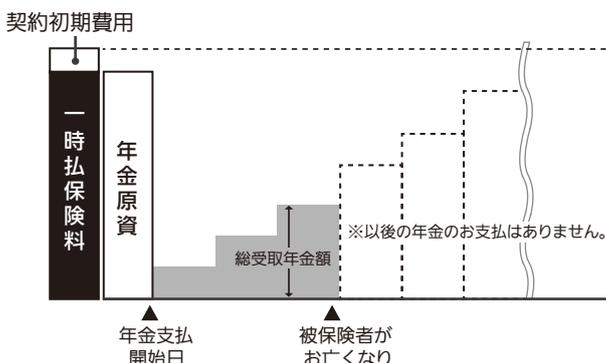 契約初期費用
一時払保険料
年金原資
総受取年金額
※以後の年金のお支払はありません。
年金支払
開始日
被保険者が
お亡くなり